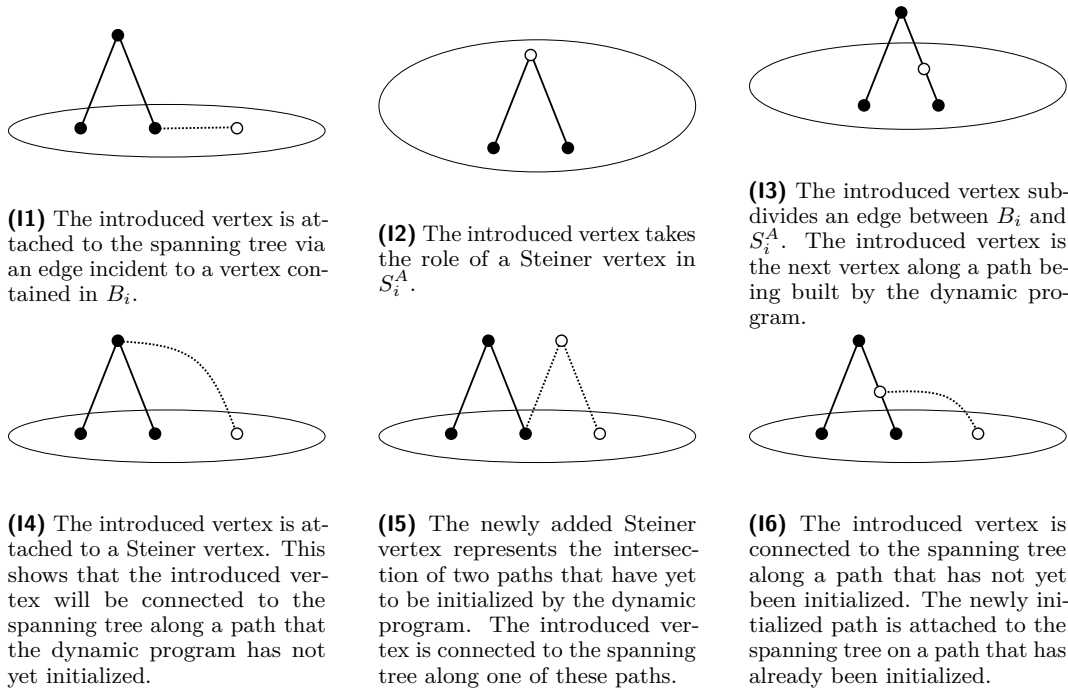 (I1) The introduced vertex is at-
tached to the spanning tree via
an edge incident to a vertex con-
tained in B_i.
(I2) The introduced vertex takes
the role of a Steiner vertex in
S_i^A.
(I3) The introduced vertex sub-
divides an edge between B_i and
S_i^A. The introduced vertex is
the next vertex along a path be-
ing built by the dynamic pro-
gram.
(I4) The introduced vertex is at-
tached to a Steiner vertex. This
shows that the introduced ver-
tex will be connected to the
spanning tree along a path that
the dynamic program has not
yet initialized.
(I5) The newly added Steiner
vertex represents the intersec-
tion of two paths that have yet
to be initialized by the dynamic
program. The introduced ver-
tex is connected to the spanning
tree along one of these paths.
(I6) The introduced vertex is
connected to the spanning tree
along a path that has not yet
been initialized. The newly ini-
tialized path is attached to the
spanning tree on a path that has
already been initialized.